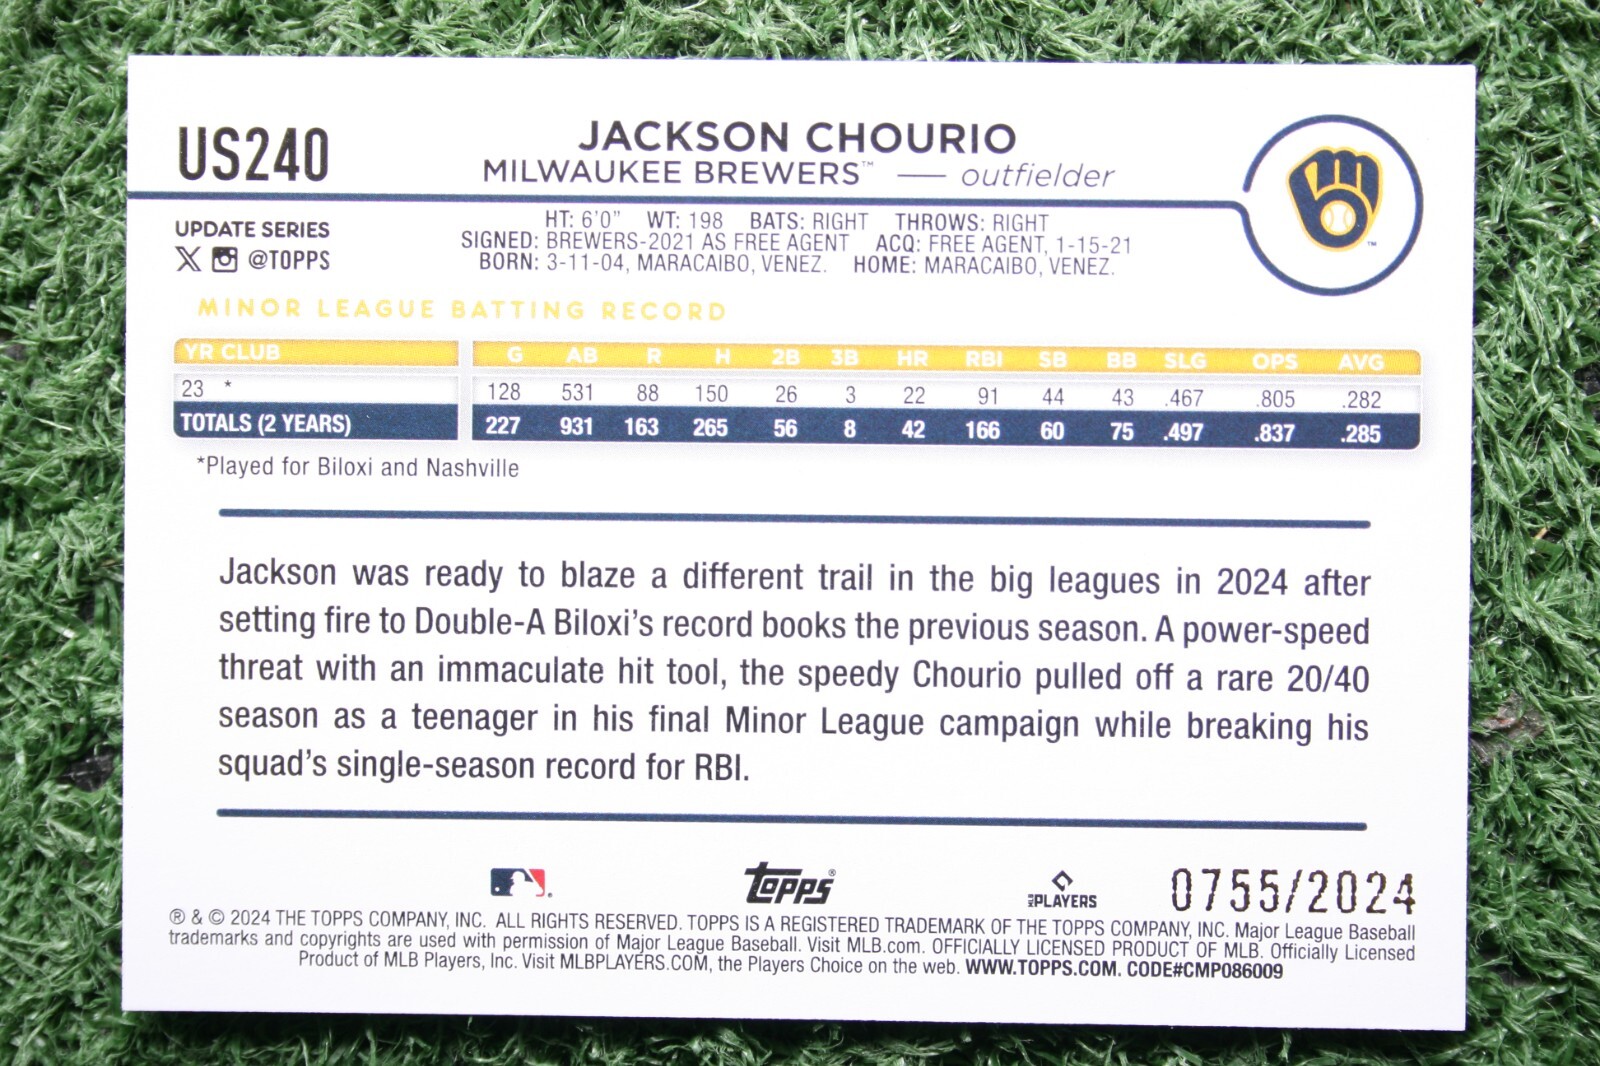 US240
JACKSON CHOURIO
MILWAUKEE BREWERS™ — outfielder
UPDATE SERIES
@TOPPS
HT: 6'0" WT: 198 BATS: RIGHT THROWS: RIGHT
SIGNED: BREWERS-2021 AS FREE AGENT ACQ: FREE AGENT, 1-15-21
BORN: 3-11-04, MARACAIBO, VENEZ. HOME: MARACAIBO, VENEZ.
MINOR LEAGUE BATTING RECORD
YR CLUB G AB R H 2B 3B HR RBI SB BB SLG OPS AVG
23 * 128 531 88 150 26 3 22 91 44 43 .467 .805 .282
TOTALS (2 YEARS) 227 931 163 265 56 8 42 166 60 75 .497 .837 .285
*Played for Biloxi and Nashville
Jackson was ready to blaze a different trail in the big leagues in 2024 after
setting fire to Double-A Biloxi's record books the previous season. A power-speed
threat with an immaculate hit tool, the speedy Chourio pulled off a rare 20/40
season as a teenager in his final Minor League campaign while breaking his
squad's single-season record for RBI.
topps®
MLB PLAYERS
0755/2024
® & © 2024 THE TOPPS COMPANY, INC. ALL RIGHTS RESERVED. TOPPS IS A REGISTERED TRADEMARK OF THE TOPPS COMPANY, INC. Major League Baseball
trademarks and copyrights are used with permission of Major League Baseball. Visit MLB.com. OFFICIALLY LICENSED PRODUCT OF MLB. Officially Licensed
Product of MLB Players, Inc. Visit MLBPLAYERS.COM, the Players Choice on the web. WWW.TOPPS.COM. CODE#CMP086009